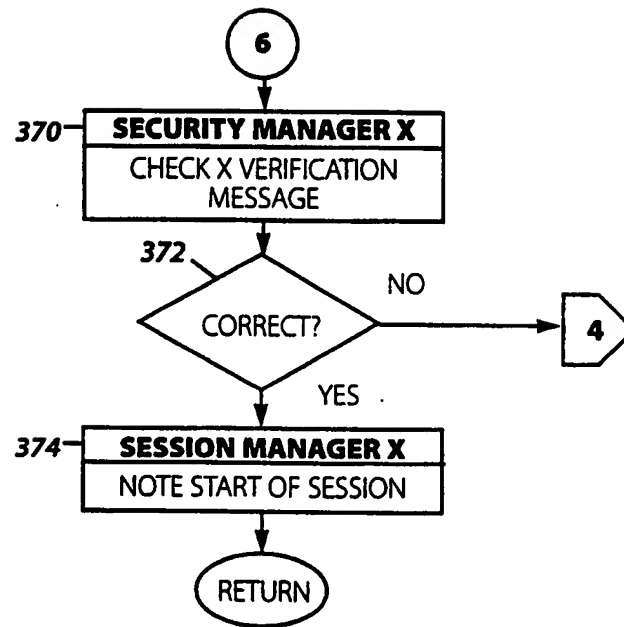 6
370
SECURITY MANAGER X
CHECK X VERIFICATION
MESSAGE
372
CORRECT?
NO
4
YES
374
SESSION MANAGER X
NOTE START OF SESSION
RETURN